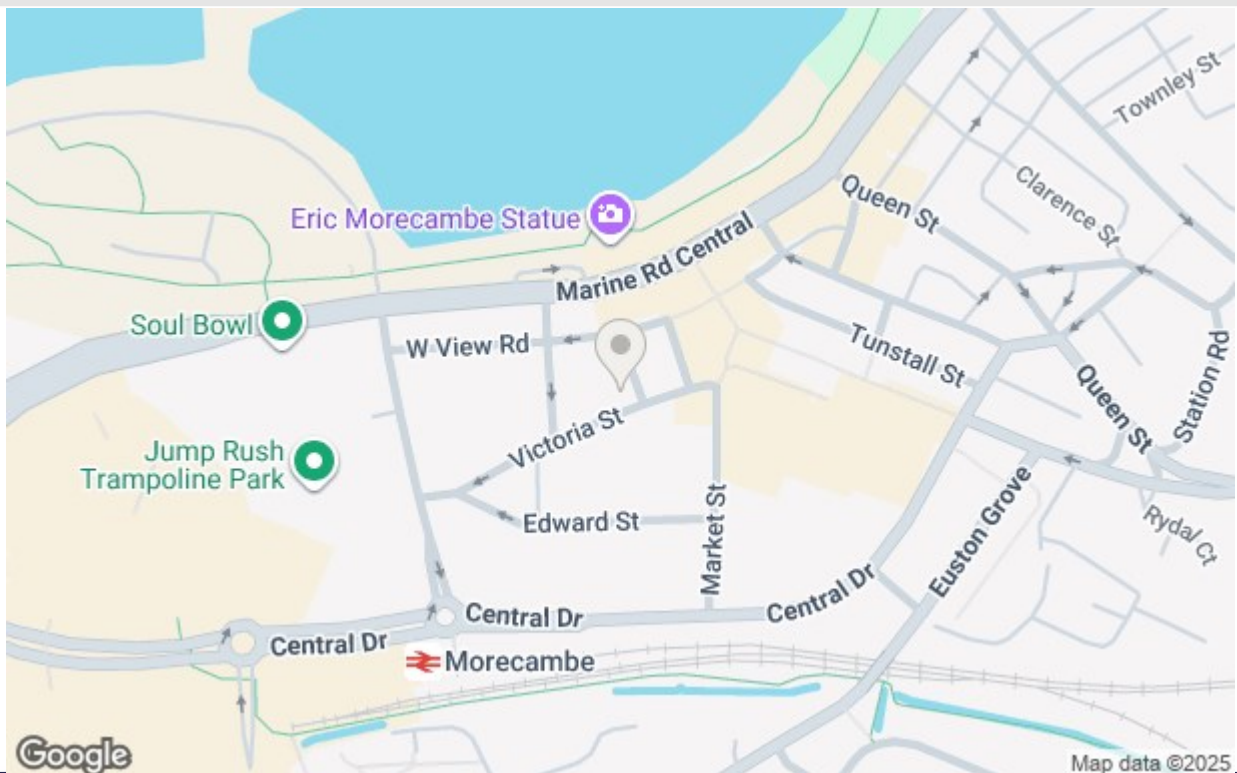 Townley St
Clarence St
Queen St
Eric Morecambe Statue
Marine Rd Central
Soul Bowl
W View Rd
Tunstall St
Station Rd
Queen St
Victoria St
Jump Rush
Trampoline Park
Edward St
Market St
Euston Grove
Rydal Ct
Central Dr
Central Dr
Central Dr
Morecambe
Google
Map data ©2025